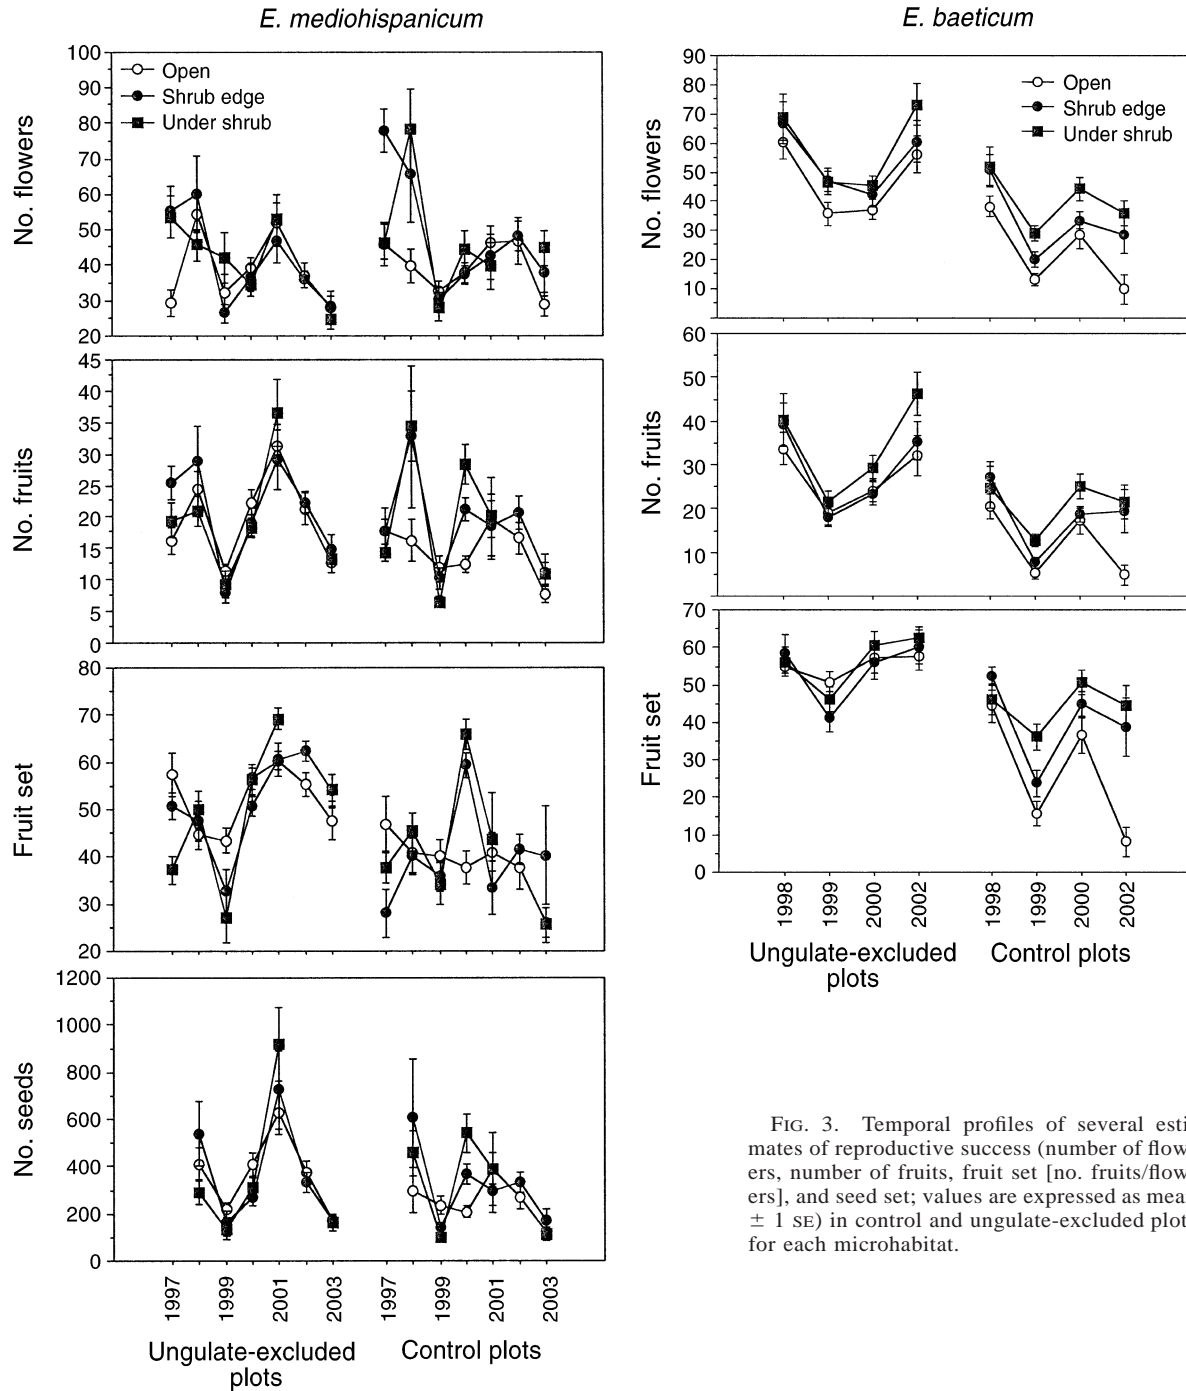 E. mediohispanicum
No. flowers
100
90
80
70
60
50
40
30
20
Open
Shrub edge
Under shrub
No. fruits
45
40
35
30
25
20
15
10
5
0
Fruit set
80
70
60
50
40
30
20
No. seeds
1200
1000
800
600
400
200
0
1997
1999
2001
2003
1997
1999
2001
2003
Ungulate-excluded
plots
Control plots
E. baeticum
No. flowers
90
80
70
60
50
40
30
20
10
Open
Shrub edge
Under shrub
No. fruits
60
50
40
30
20
10
Fruit set
70
60
50
40
30
20
10
0
1998
1999
2000
2002
1998
1999
2000
2002
Ungulate-excluded
plots
Control plots
FIG. 3. Temporal profiles of several esti
mates of reproductive success (number of flow
ers, number of fruits, fruit set [no. fruits/flow
ers], and seed set; values are expressed as mea
± 1 SE) in control and ungulate-excluded plot
for each microhabitat.